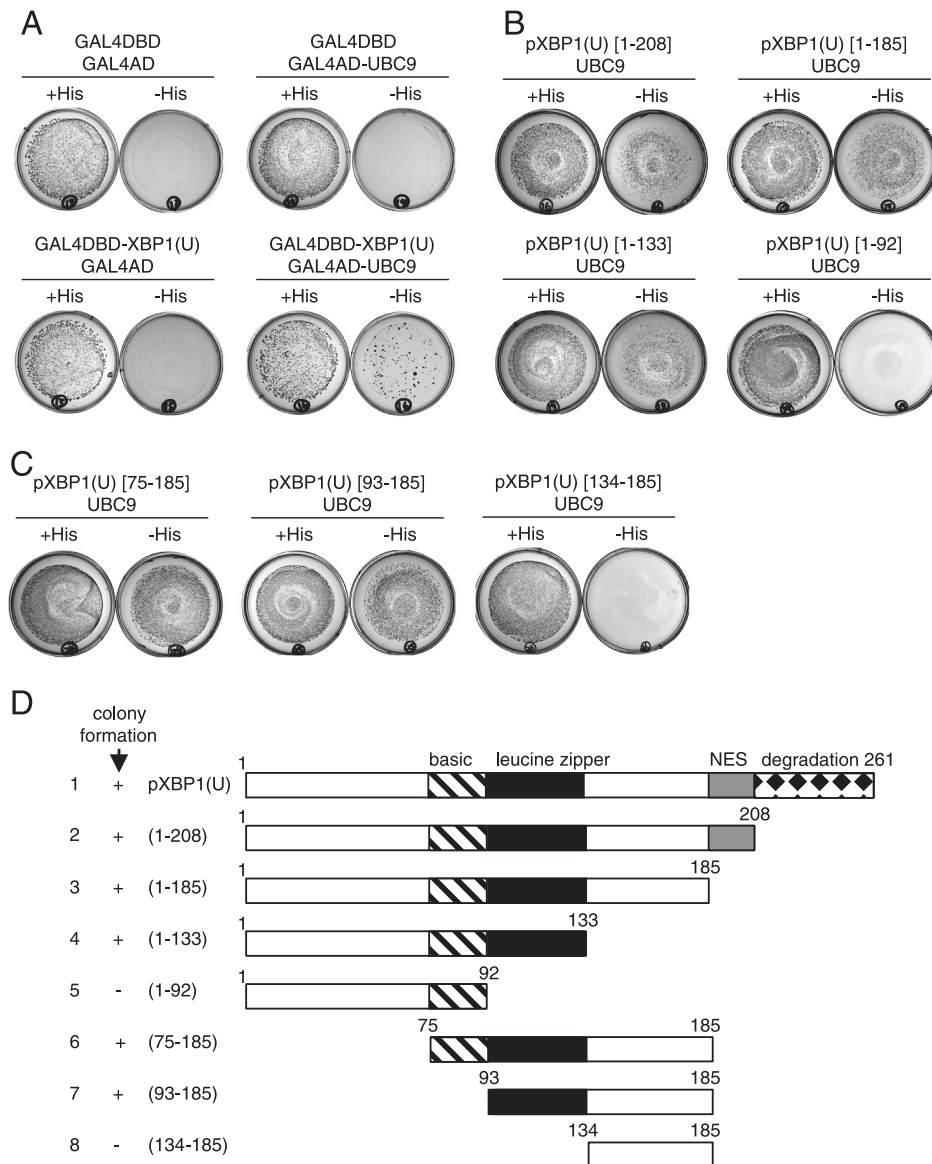 A
GAL4DBD
GAL4AD
+His -His
GAL4DBD
GAL4AD-UBC9
+His -His
GAL4DBD-XBP1(U)
GAL4AD
+His -His
GAL4DBD-XBP1(U)
GAL4AD-UBC9
+His -His
B
pXBP1(U) [1-208]
UBC9
+His -His
pXBP1(U) [1-185]
UBC9
+His -His
pXBP1(U) [1-133]
UBC9
+His -His
pXBP1(U) [1-92]
UBC9
+His -His
C
pXBP1(U) [75-185]
UBC9
+His -His
pXBP1(U) [93-185]
UBC9
+His -His
pXBP1(U) [134-185]
UBC9
+His -His
D
colony
formation
1 basic leucine zipper NES degradation 261
1 + pXBP1(U)
1 208
2 + (1-208)
1 185
3 + (1-185)
1 133
4 + (1-133)
1 92
5 - (1-92)
75 185
6 + (75-185)
93 185
7 + (93-185)
134 185
8 - (134-185)